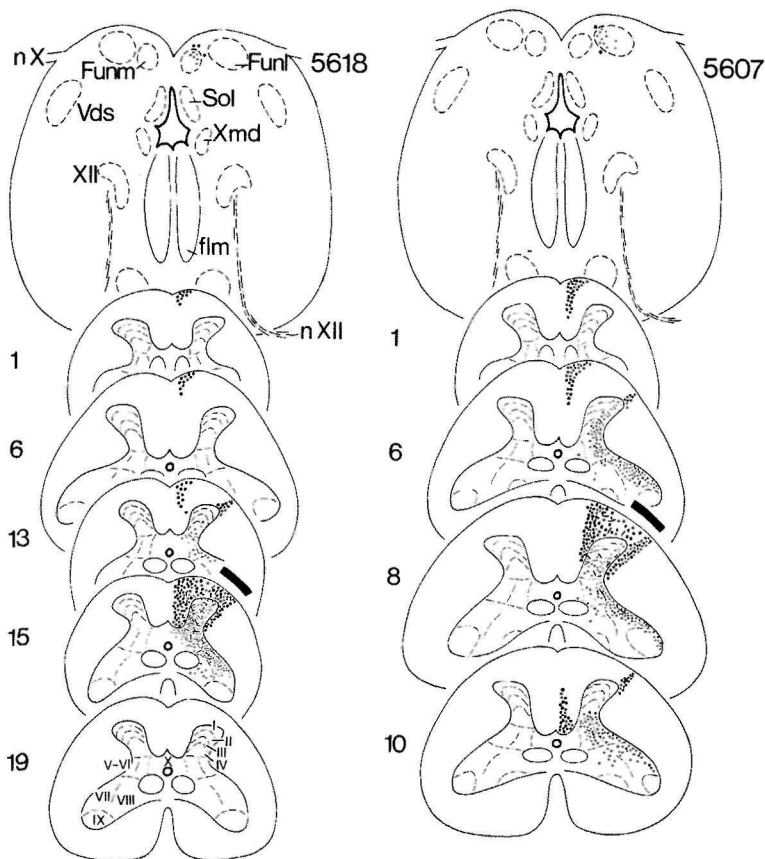 n X
Funm
Funl
5618
Vds
Sol
Xmd
XII
flm
n XII
1
6
13
15
19
I
II
III
IV
V-VI
X
VII
VIII
IX
5607
1
6
8
10